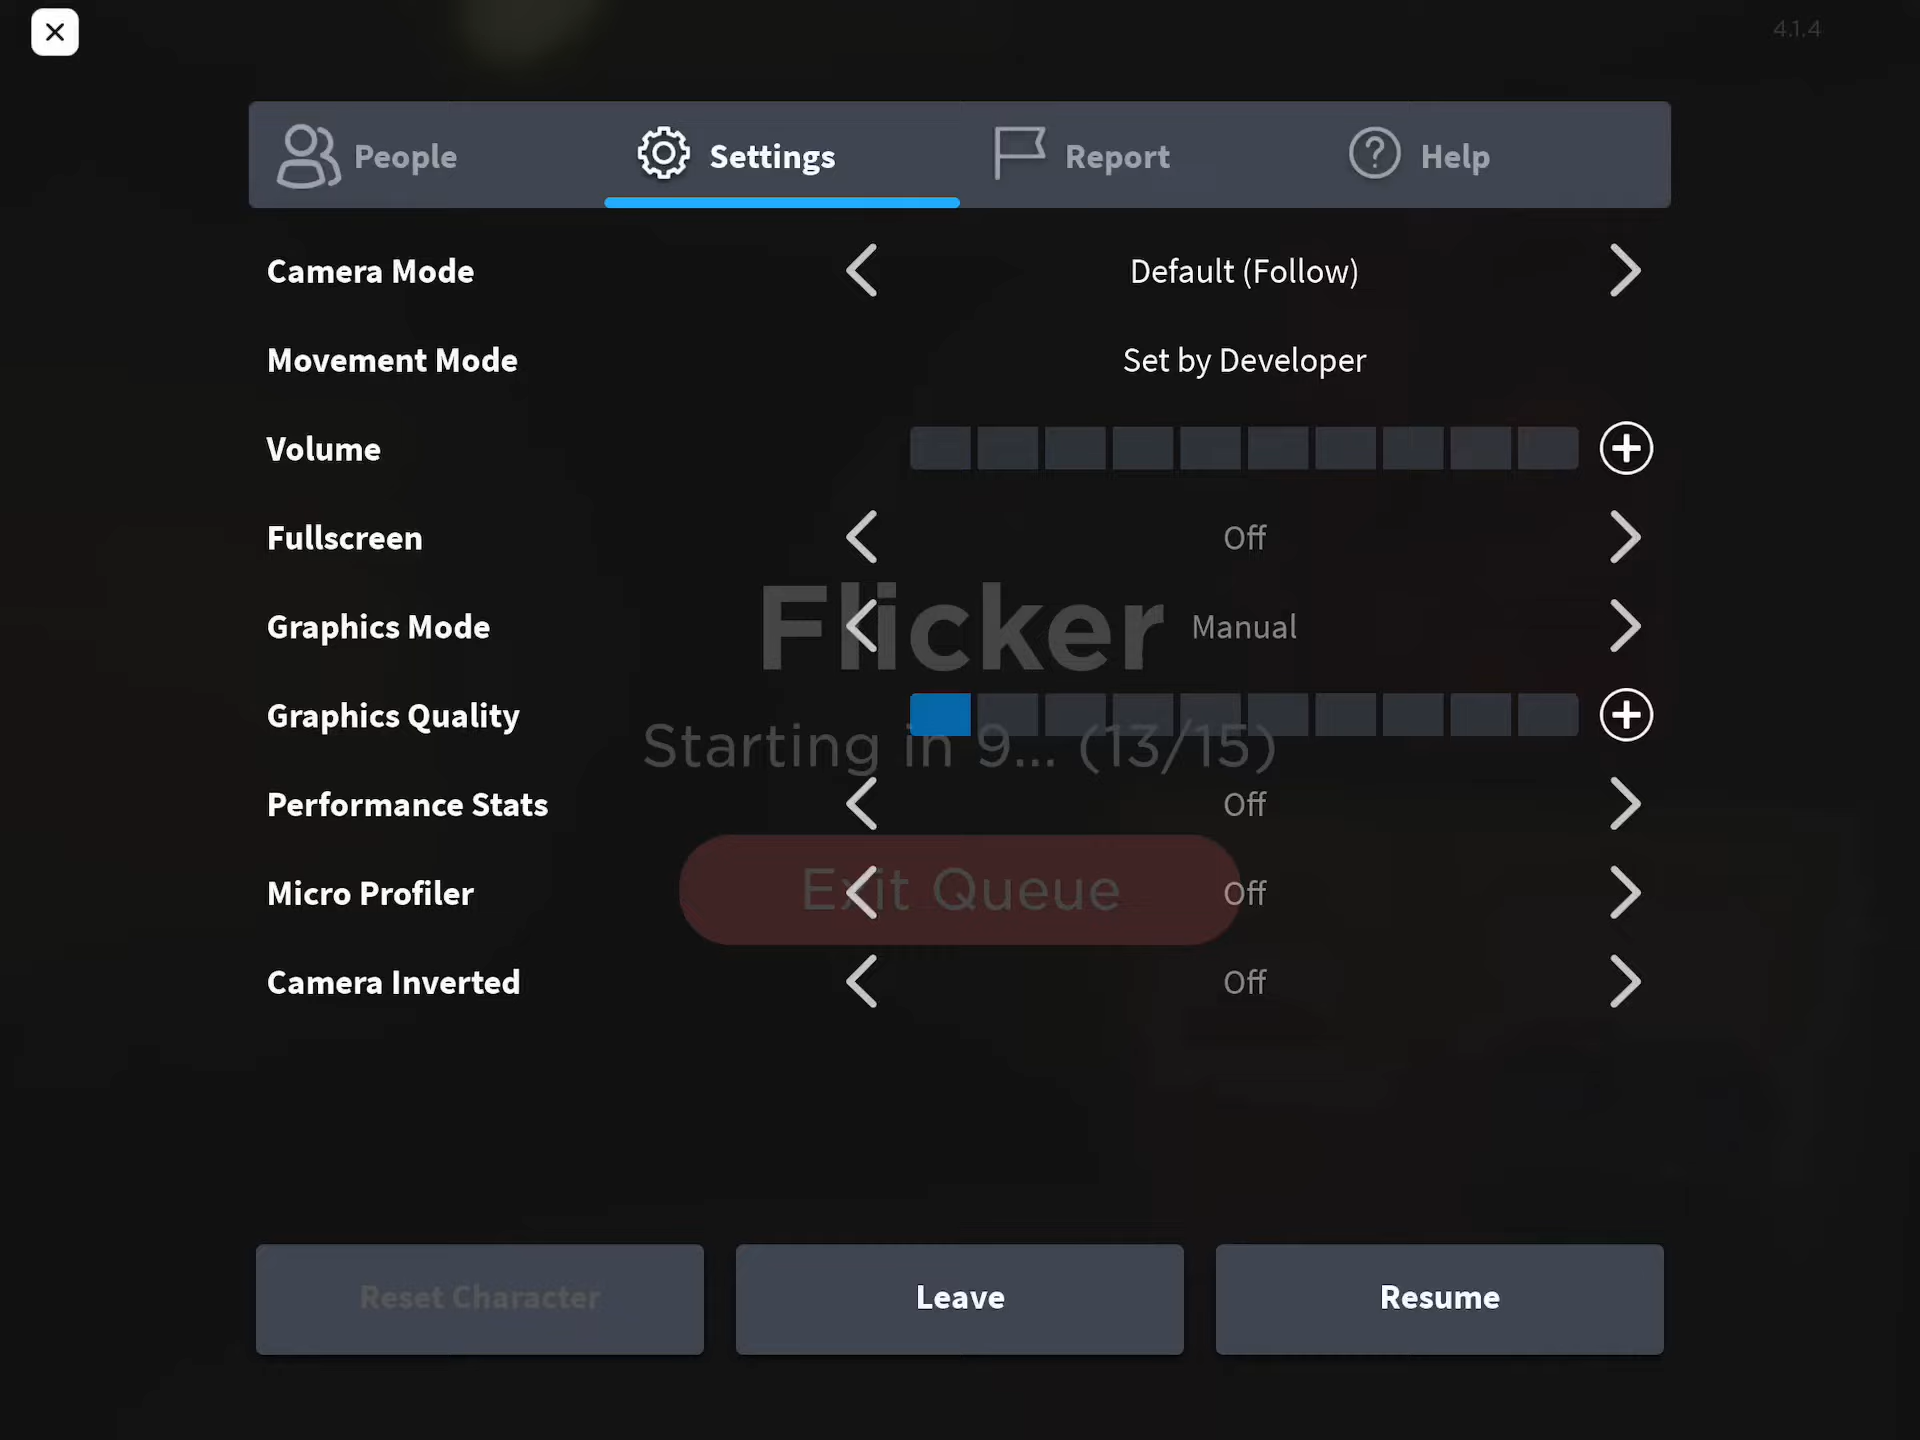 4.1.4
People Settings Report Help
Camera Mode Default (Follow)
Movement Mode Set by Developer
Volume
Fullscreen Off
Flicker
Graphics Mode Manual
Graphics Quality
Starting in 9... (13/15)
Performance Stats Off
Exit Queue
Micro Profiler Off
Camera Inverted Off
Reset Character Leave Resume